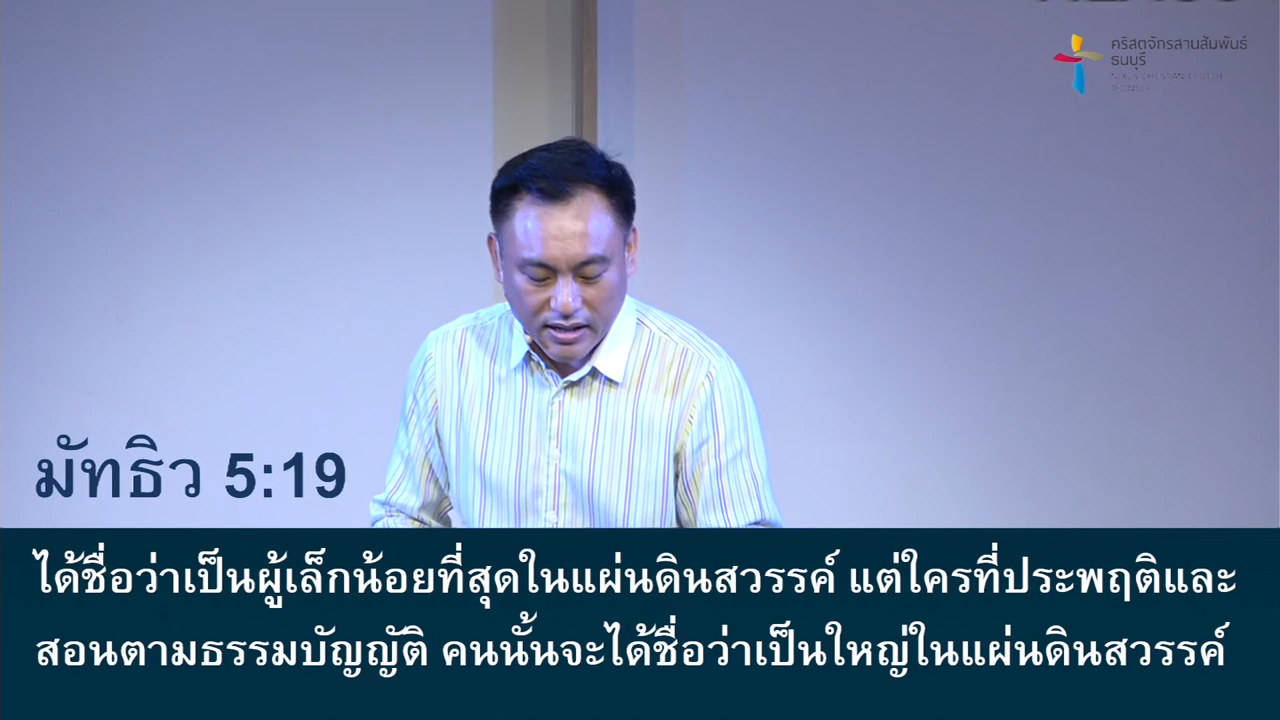 คริสตจักรสานสัมพันธ์
ธนบุรี
NEXUS CHRISTIAN CHURCH
มัทธิว 5:19
ได้ชื่อว่าเป็นผู้เล็กน้อยที่สุดในแผ่นดินสวรรค์ แต่ใครที่ประพฤติและ
สอนตามธรรมบัญญัติ คนนั้นจะได้ชื่อว่าเป็นใหญ่ในแผ่นดินสวรรค์